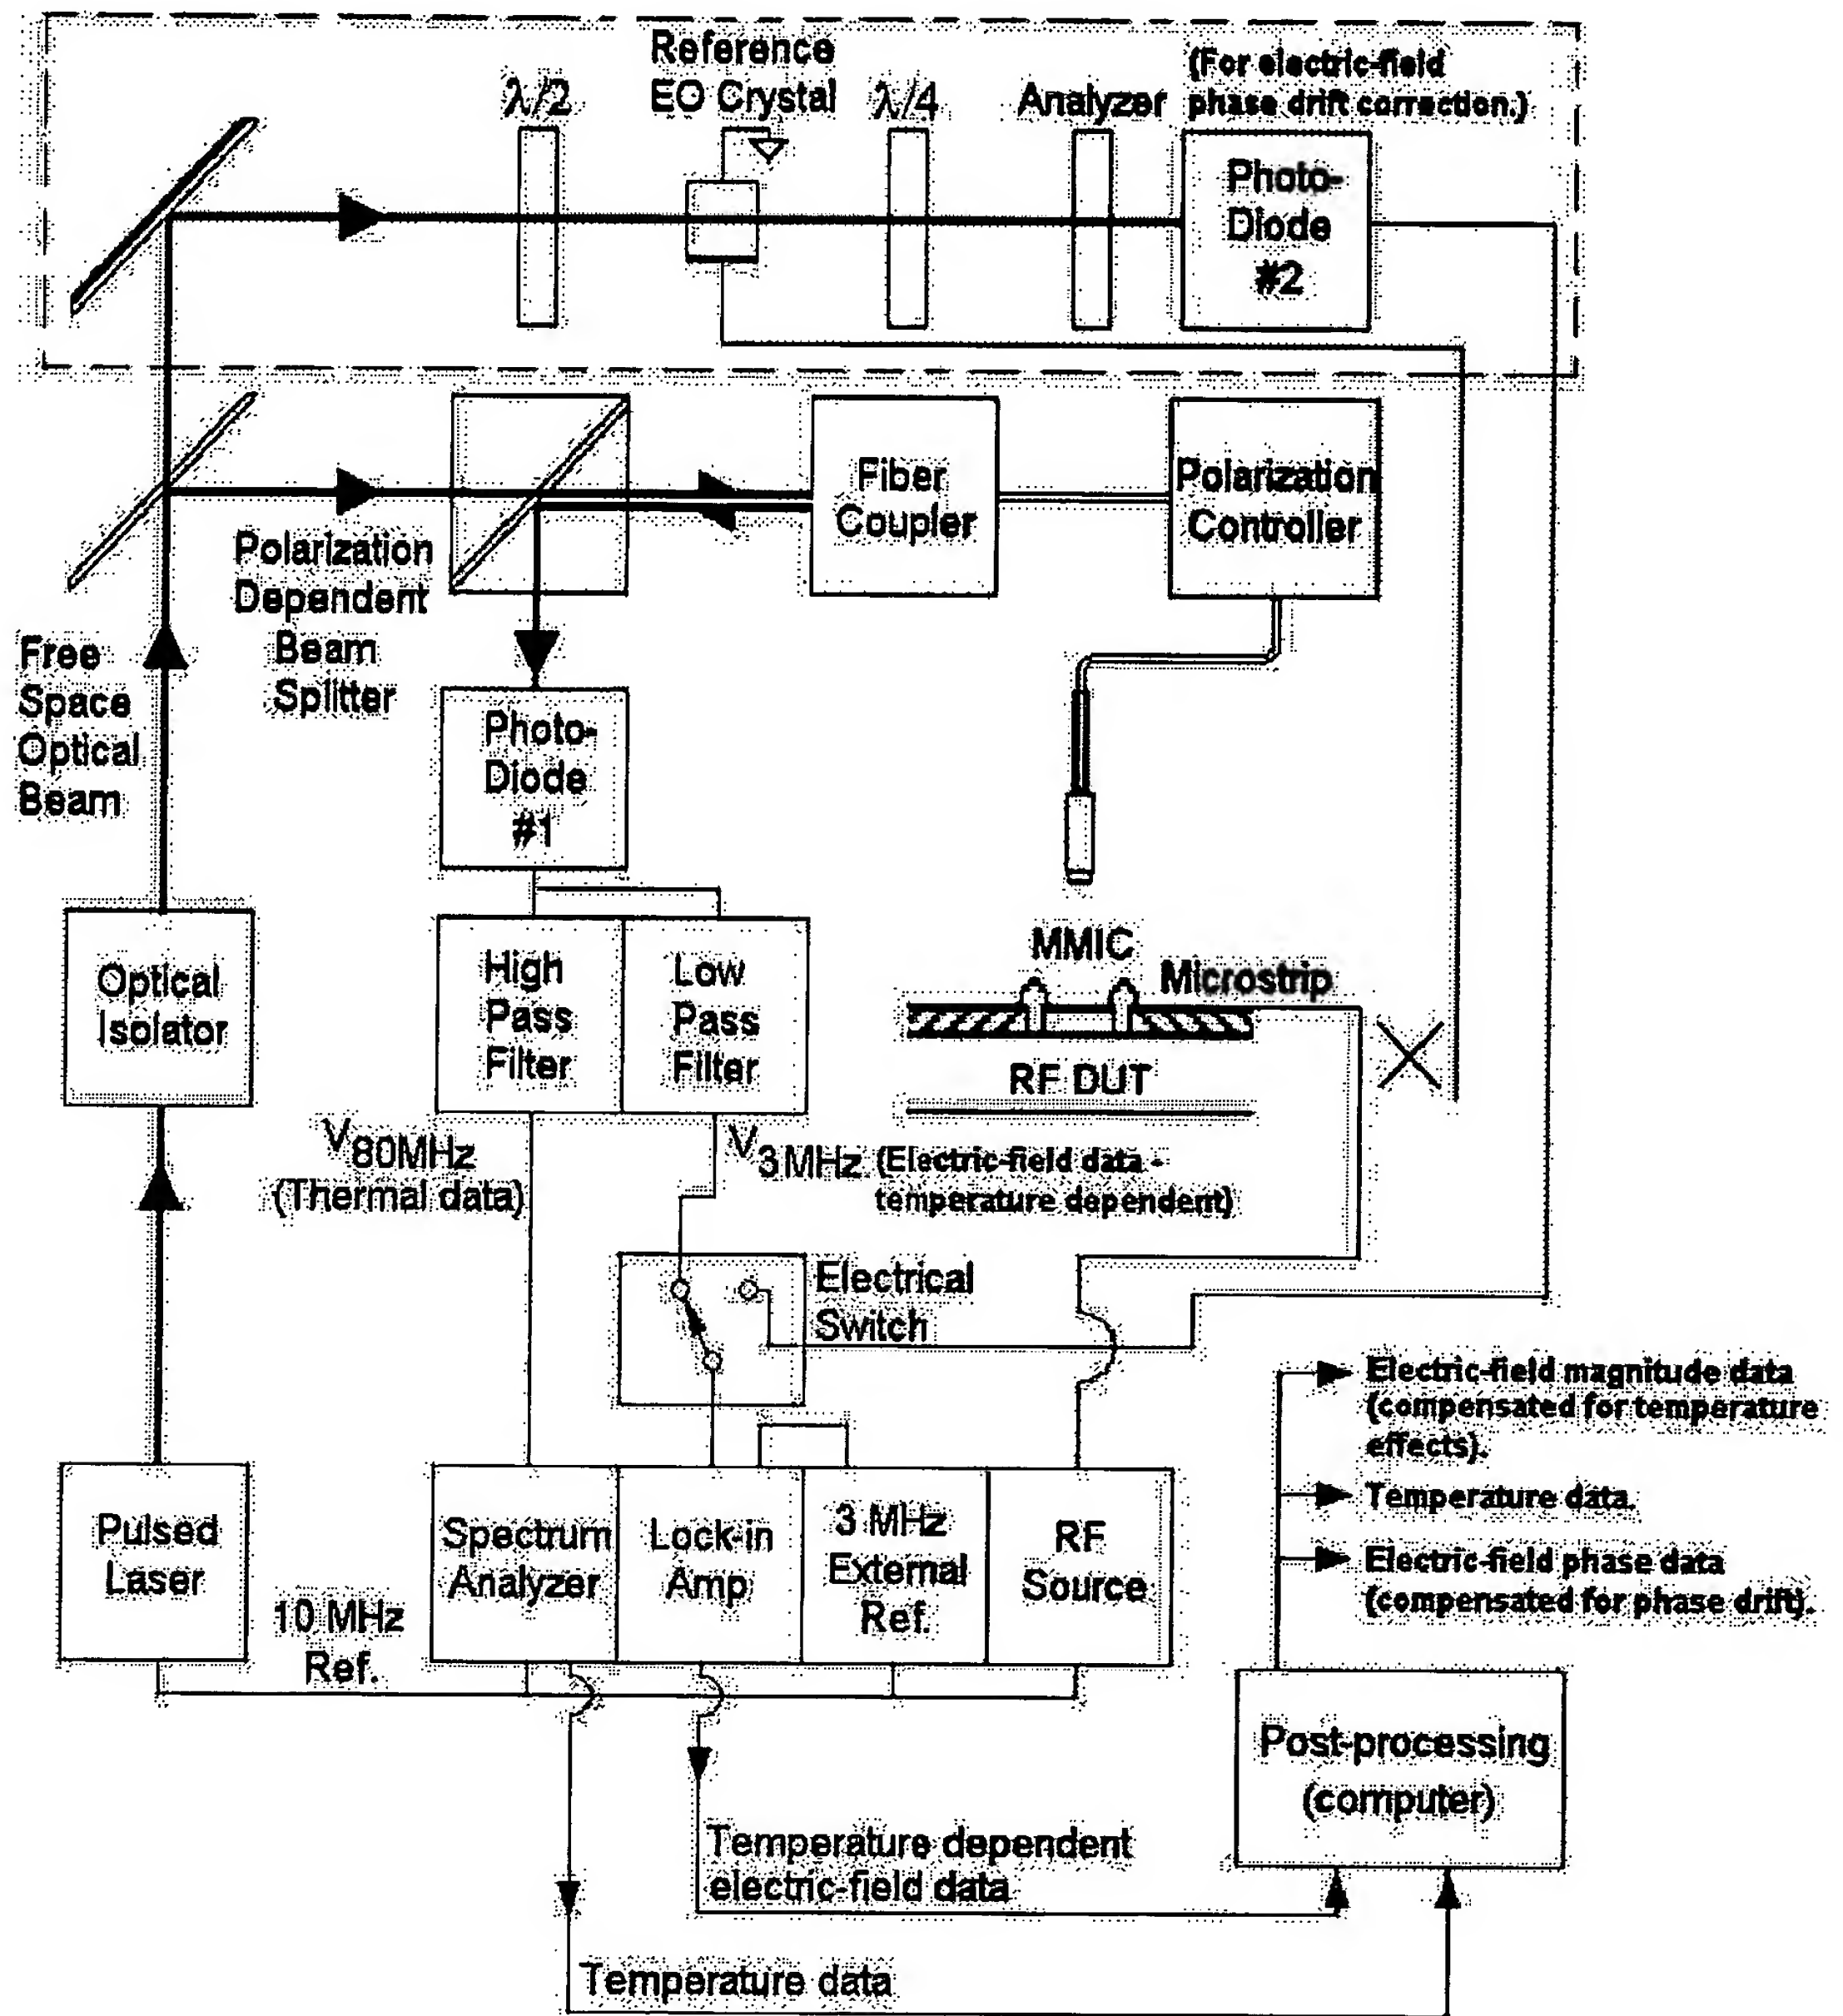 Reference
EO Crystal
λ/2
λ/4
Analyzer
(For electric-field
phase drift correction.)
Photo-
Diode
#2
Fiber
Coupler
Polarization
Controller
Polarization
Dependent
Beam
Splitter
Free
Space
Optical
Beam
Photo-
Diode
#1
Optical
Isolator
High
Pass
Filter
Low
Pass
Filter
MMIC
Microstrip
RF DUT
V80MHz
(Thermal data)
V3MHz (Electric-field data -
temperature dependent)
Electrical
Switch
Electric-field magnitude data
(compensated for temperature
effects).
Temperature data.
Electric-field phase data
(compensated for phase drift).
Pulsed
Laser
10 MHz
Ref.
Spectrum
Analyzer
Lock-in
Amp
3 MHz
External
Ref.
RF
Source
Post-processing
(computer)
Temperature dependent
electric-field data
Temperature data